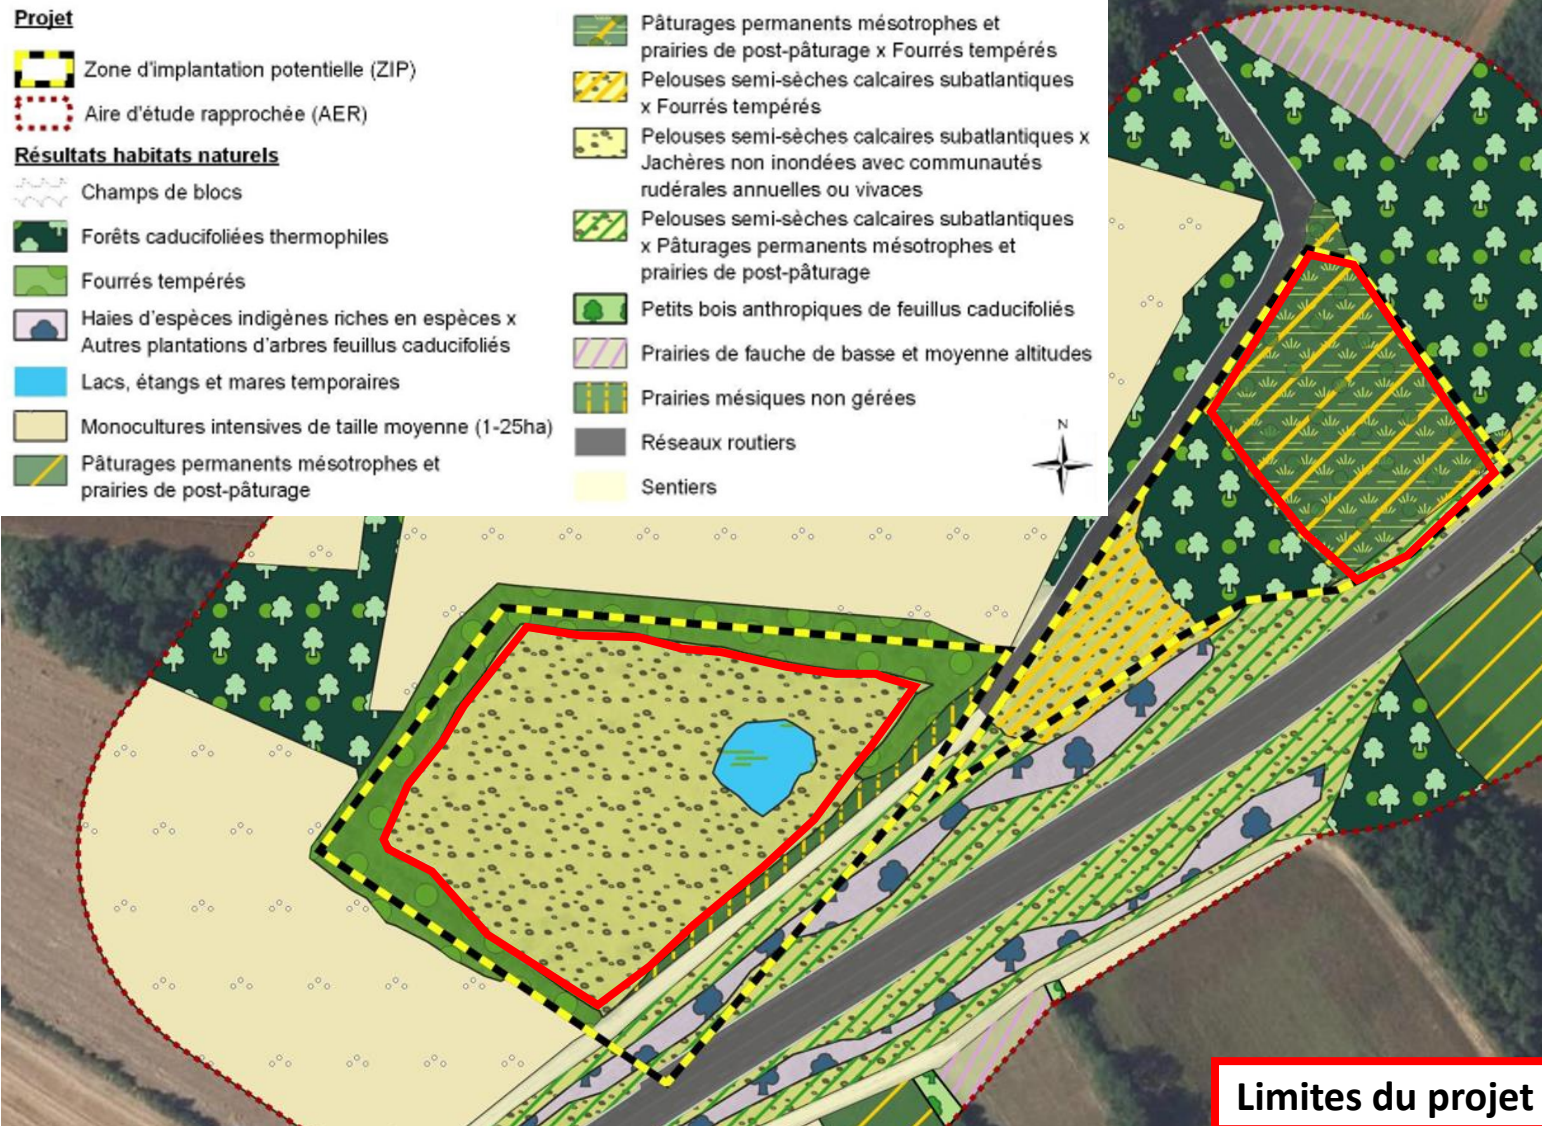 Projet
Zone d'implantation potentielle (ZIP)
Aire d'étude rapprochée (AER)
Résultats habitats naturels
Champs de blocs
Forêts caducifoliées thermophiles
Fourrés tempérés
Haies d'espèces indigènes riches en espèces x
Autres plantations d'arbres feuillus caducifoliés
Lacs, étangs et mares temporaires
Monocultures intensives de taille moyenne (1-25ha)
Pâturages permanents mésotrophes et
prairies de post-pâturage
Pâturages permanents mésotrophes et
prairies de post-pâturage x Fourrés tempérés
Pelouses semi-sèches calcaires subatlantiques
x Fourrés tempérés
Pelouses semi-sèches calcaires subatlantiques x
Jachères non inondées avec communautés
rudérales annuelles ou vivaces
Pelouses semi-sèches calcaires subatlantiques
x Pâturages permanents mésotrophes et
prairies de post-pâturage
Petits bois anthropiques de feuillus caducifoliés
Prairies de fauche de basse et moyenne altitudes
Prairies mésiques non gérées
Réseaux routiers
Sentiers
N
Limites du projet